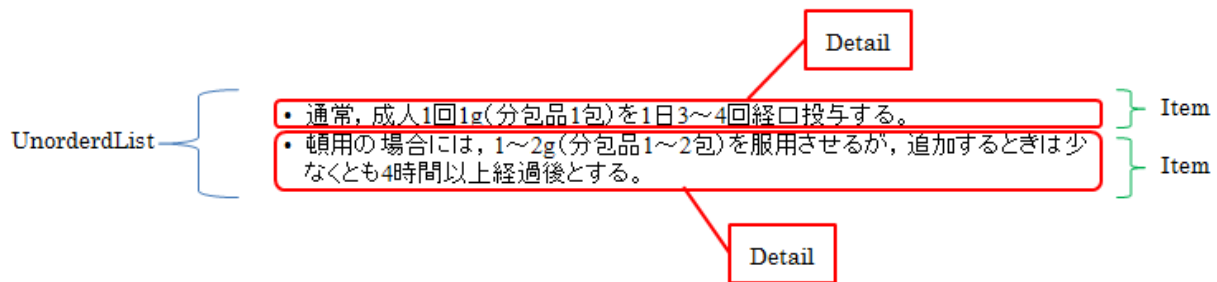 Detail
• 通常，成人1回1g(分包品1包)を1日3～4回経口投与する。
Item
UnorderdList
• 頓用の場合には，1～2g(分包品1～2包)を服用させるが，追加するときは少
なくとも4時間以上経過後とする。
Item
Detail